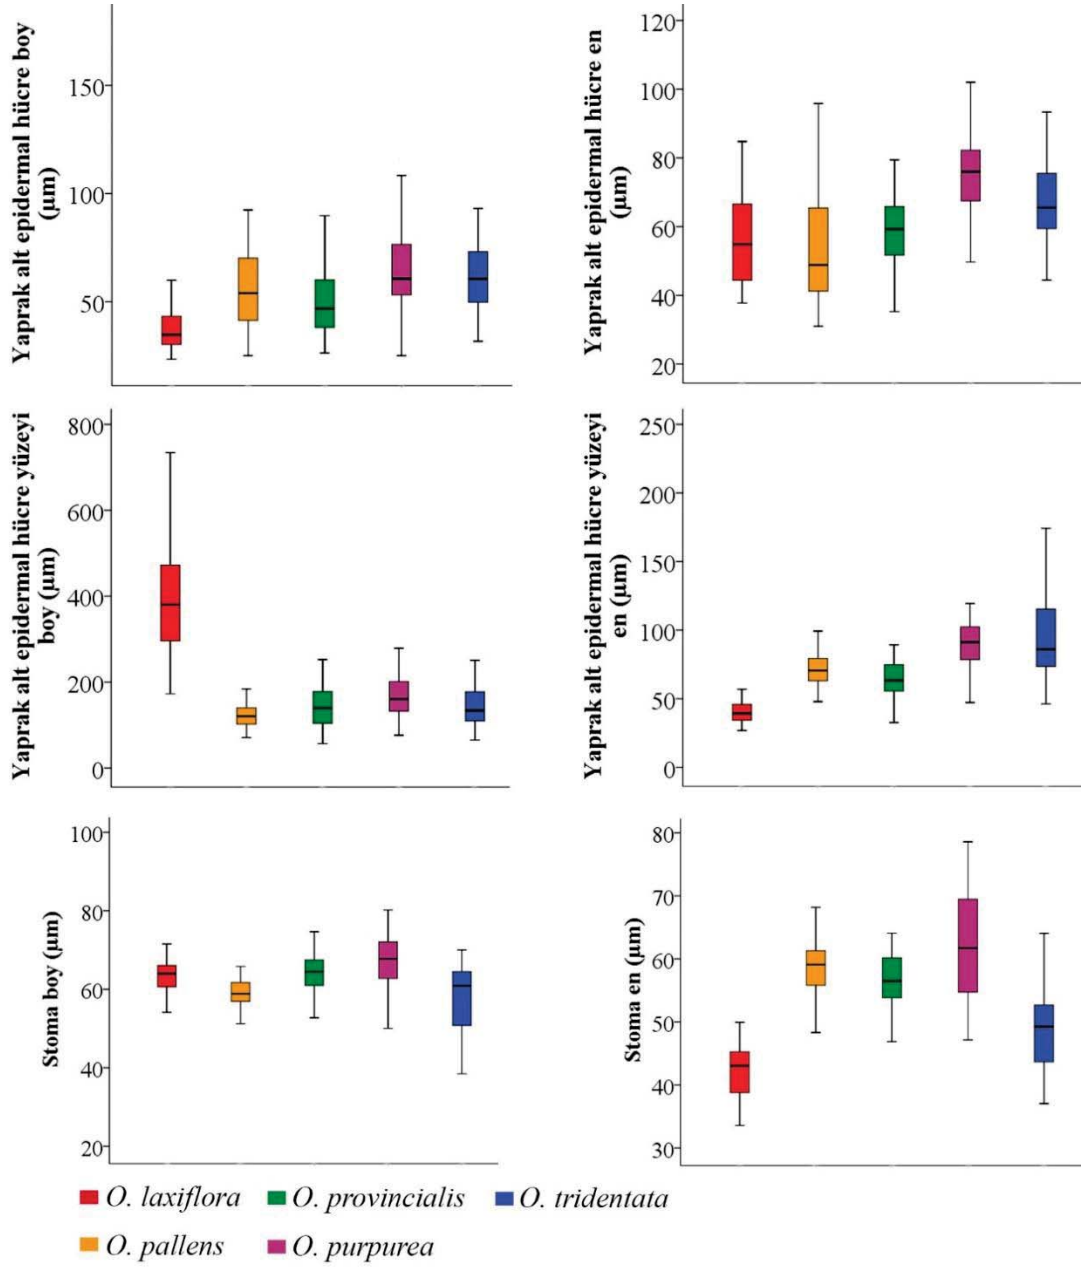 Yaprak alt epidermal hücre boy
(µm)
150
100
50
Yaprak alt epidermal hücre en
(µm)
120
100
80
60
40
20
Yaprak alt epidermal hücre yüzeyi
boy (µm)
800
600
400
200
0
Yaprak alt epidermal hücre yüzeyi
en (µm)
250
200
150
100
50
0
Stoma boy (µm)
100
80
60
40
20
Stoma en (µm)
80
70
60
50
40
30
O. laxiflora O. provincialis O. tridentata
O. pallens O. purpurea